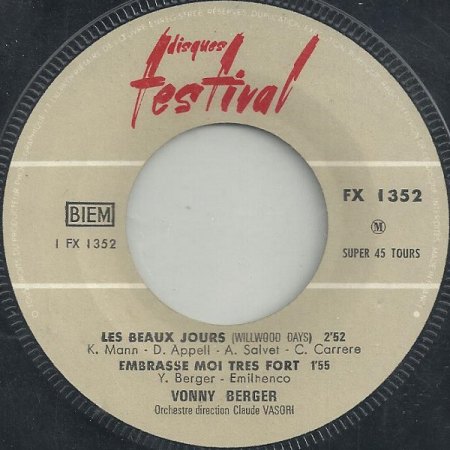 disques
festival
FX 1352
BIEM
M
1 FX 1352
SUPER 45 TOURS
LES BEAUX JOURS (WILLWOOD DAYS) 2'52
K. Mann - D. Appell - A. Salvet - C. Carrere
EMBRASSE MOI TRES FORT 1'55
Y. Berger - Emilhenco
VONNY BERGER
Orchestre direction Claude VASORI